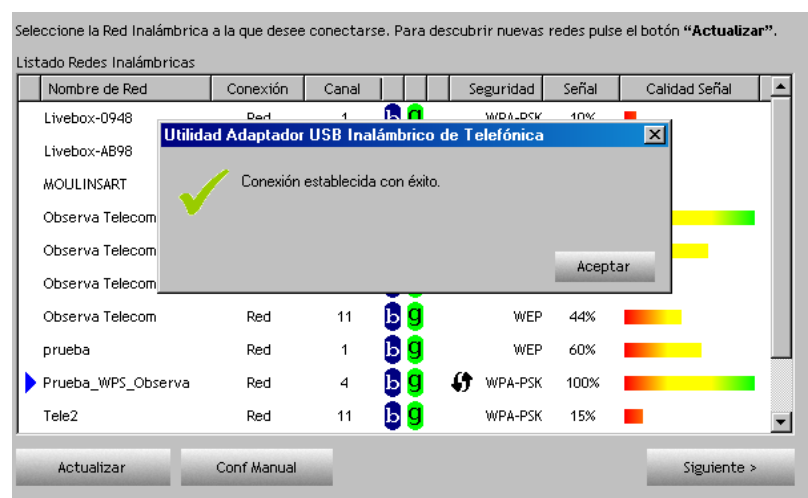 Seleccione la Red Inalámbrica a la que desee conectarse. Para descubrir nuevas redes pulse el botón “Actualizar”.
Listado Redes Inalámbricas
Nombre de Red Conexión Canal Seguridad Señal Calidad Señal
Livebox-0948 Red 1 b g WPA-PSK 10%
Utilidad Adaptador USB Inalámbrico de Telefónica
Livebox-AB98
Conexión establecida con éxito.
MOULINSART
Observa Telecom
Observa Telecom
Aceptar
Observa Telecom
Observa Telecom Red 11 b g WEP 44%
prueba Red 1 b g WEP 60%
Prueba_WPS_Observa Red 4 b g WPA-PSK 100%
Tele2 Red 11 b g WPA-PSK 15%
Actualizar Conf Manual Siguiente >